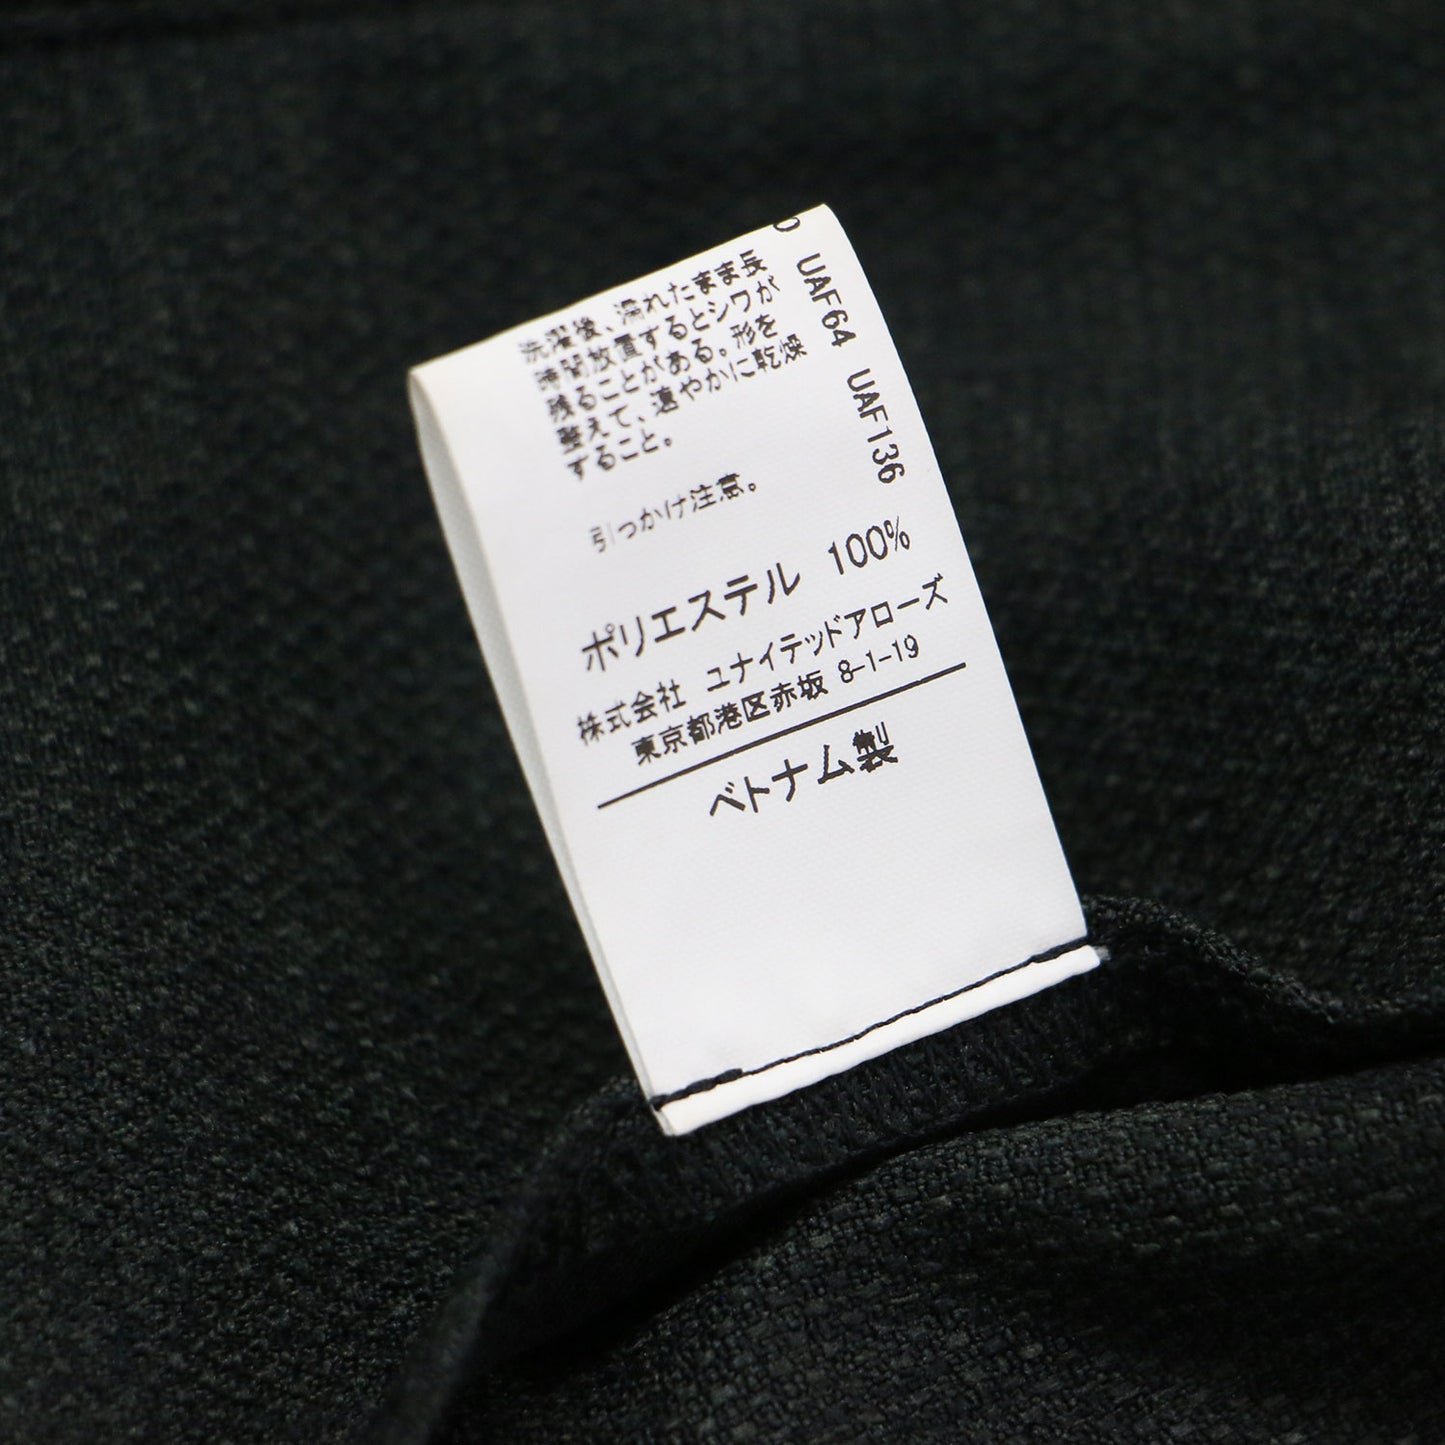 洗濯後、濡れたまま長
時間放置するとシワが
残ることがある。形を
整えて、速やかに乾燥
すること。
引っかけ注意。
ポリエステル 100%
株式会社 ユナイテッドアローズ
東京都港区赤坂 8-1-19
ベトナム製
UAF64 UAF136